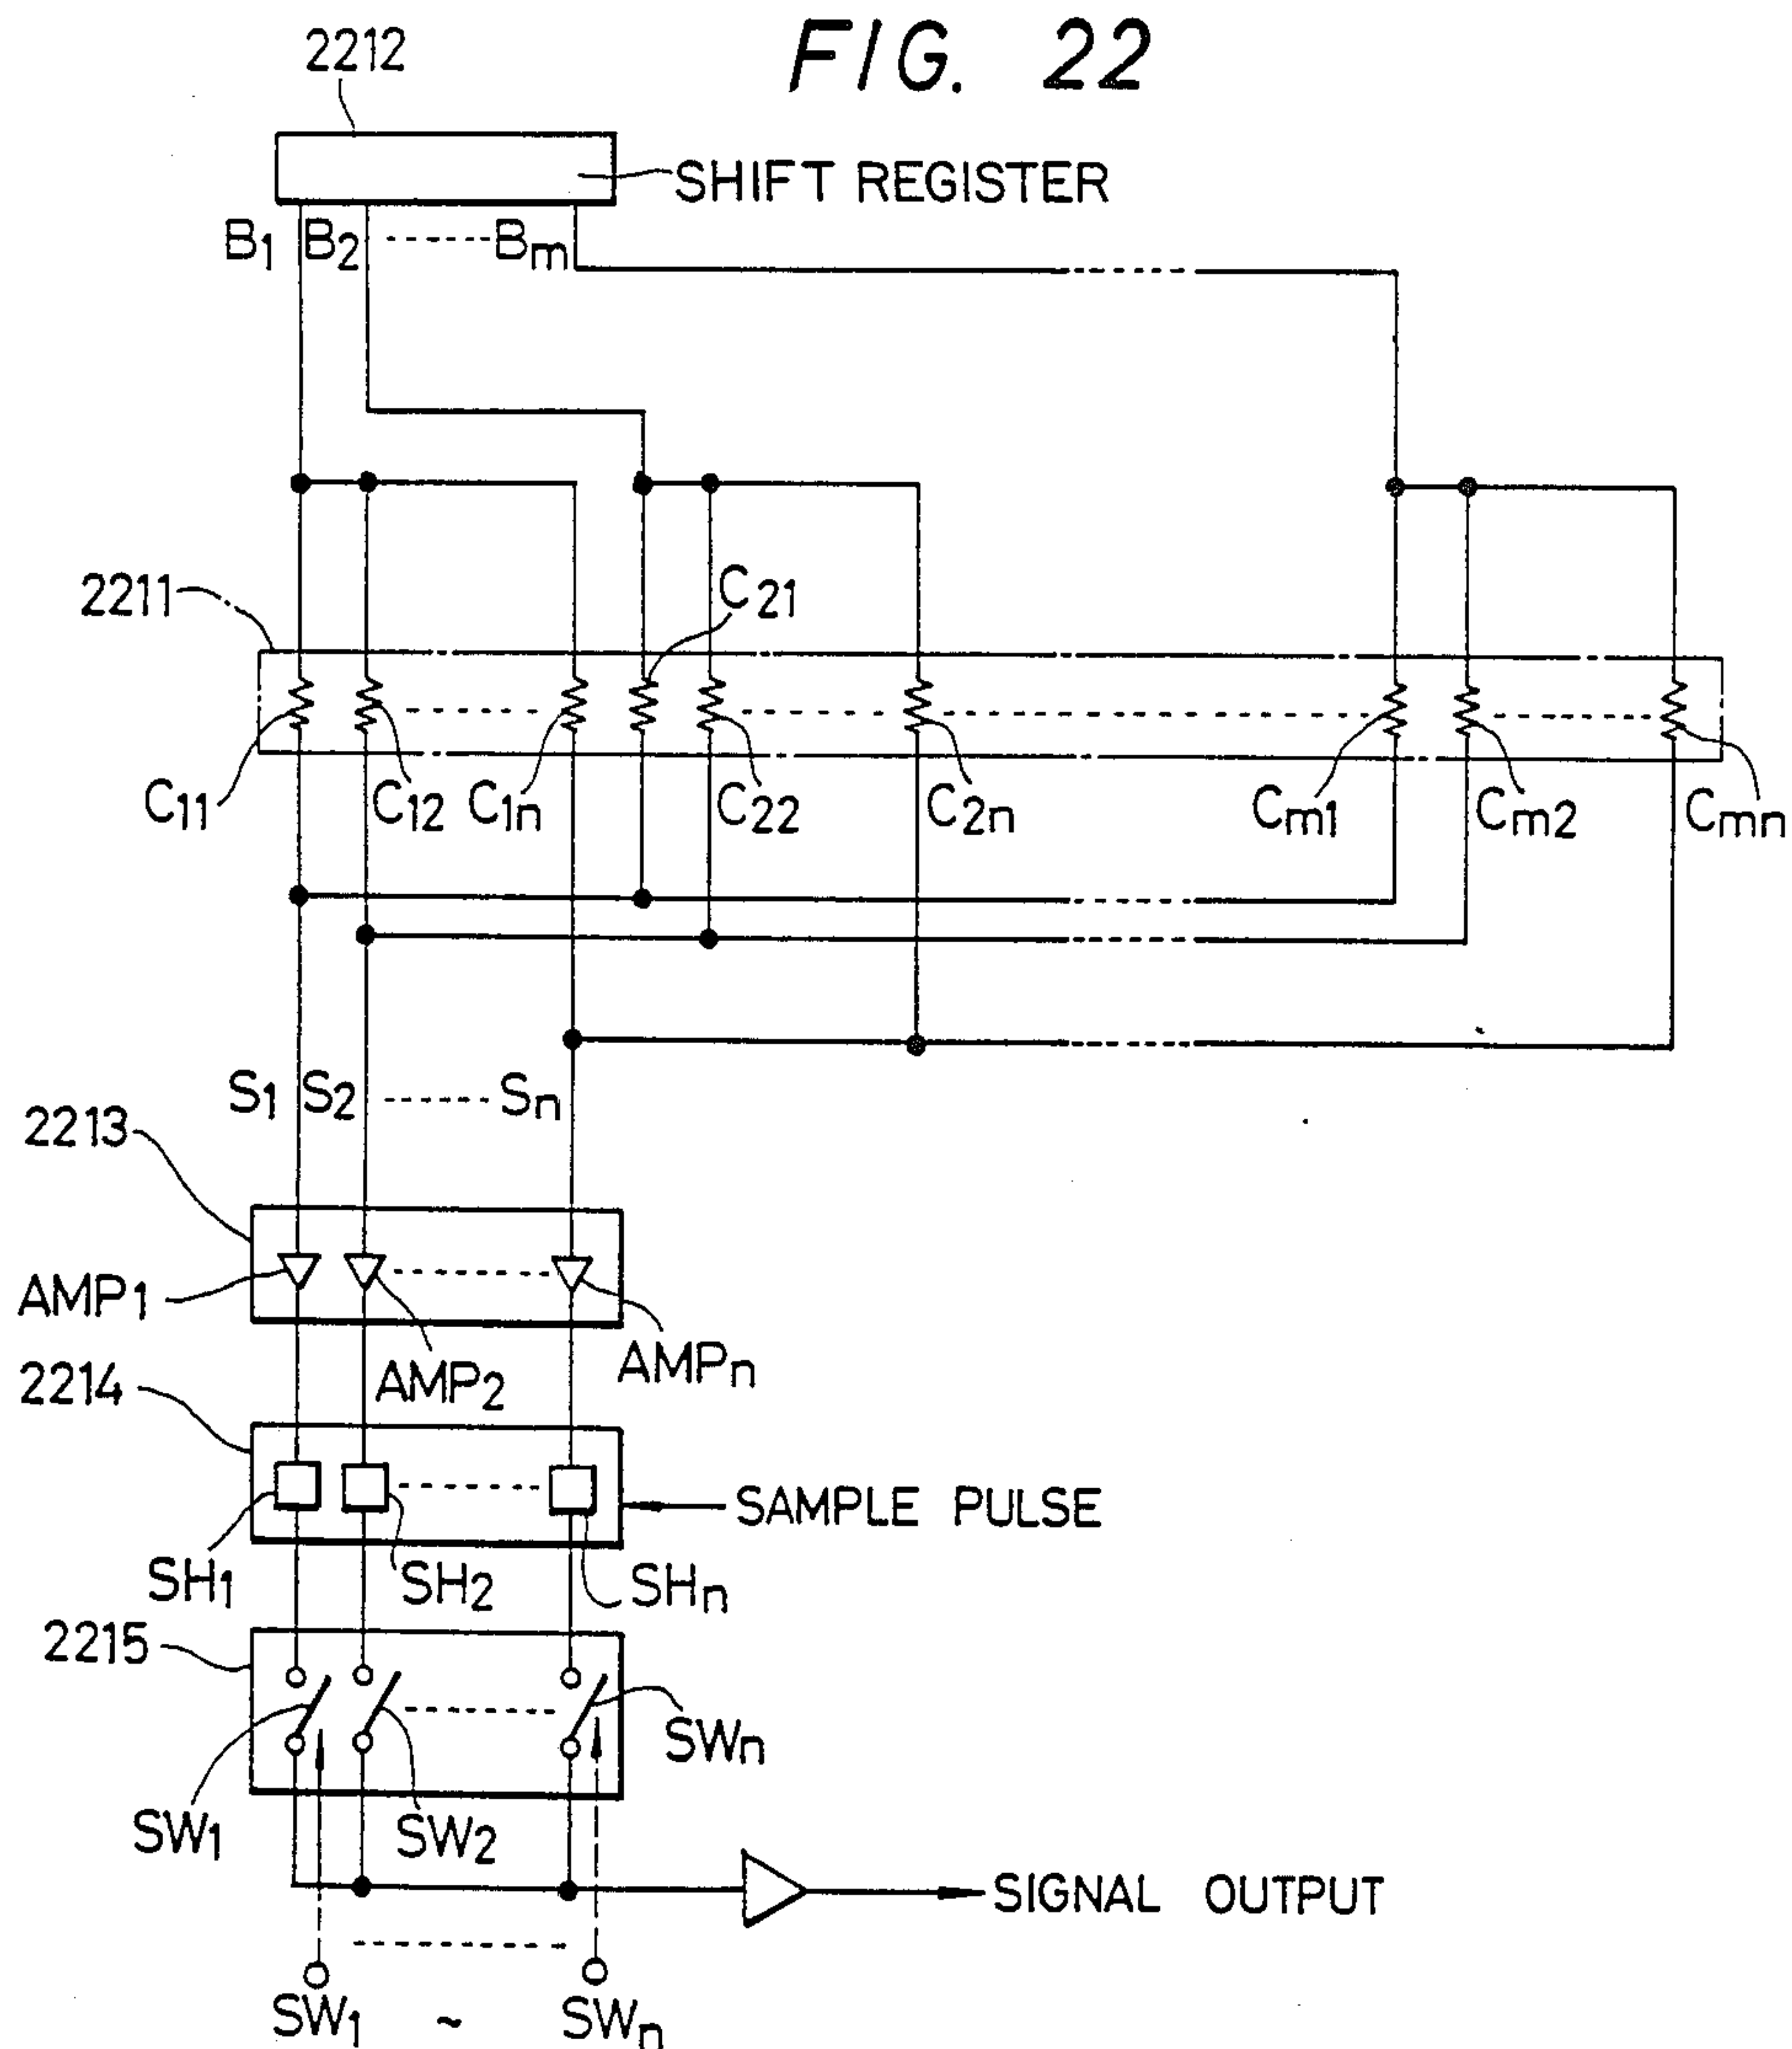 FIG. 22
2212
SHIFT REGISTER
B1 B2 ------ Bm
2211
C21
C11 C12 C1n C22 C2n Cm1 Cm2 Cmn
S1 S2 ------ Sn
2213
AMP1
AMP2
AMPn
2214
SAMPLE PULSE
SH1 SH2 SHn
2215
SWn
SW1 SW2
SIGNAL OUTPUT
SW1 ~ SWn